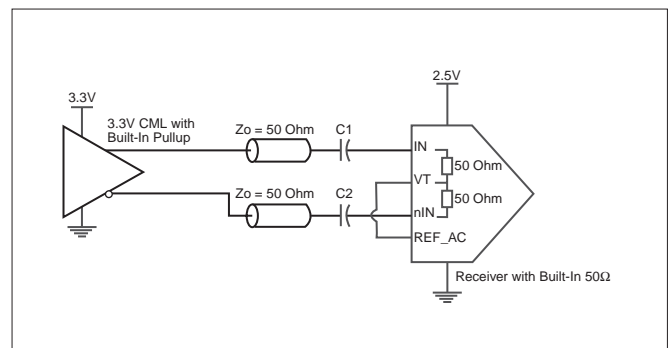 3.3V
3.3V CML with
Built-In Pullup
Zo = 50 Ohm
C1
Zo = 50 Ohm
C2
2.5V
IN
50 Ohm
VT
50 Ohm
nIN
REF_AC
Receiver with Built-In 50Ω